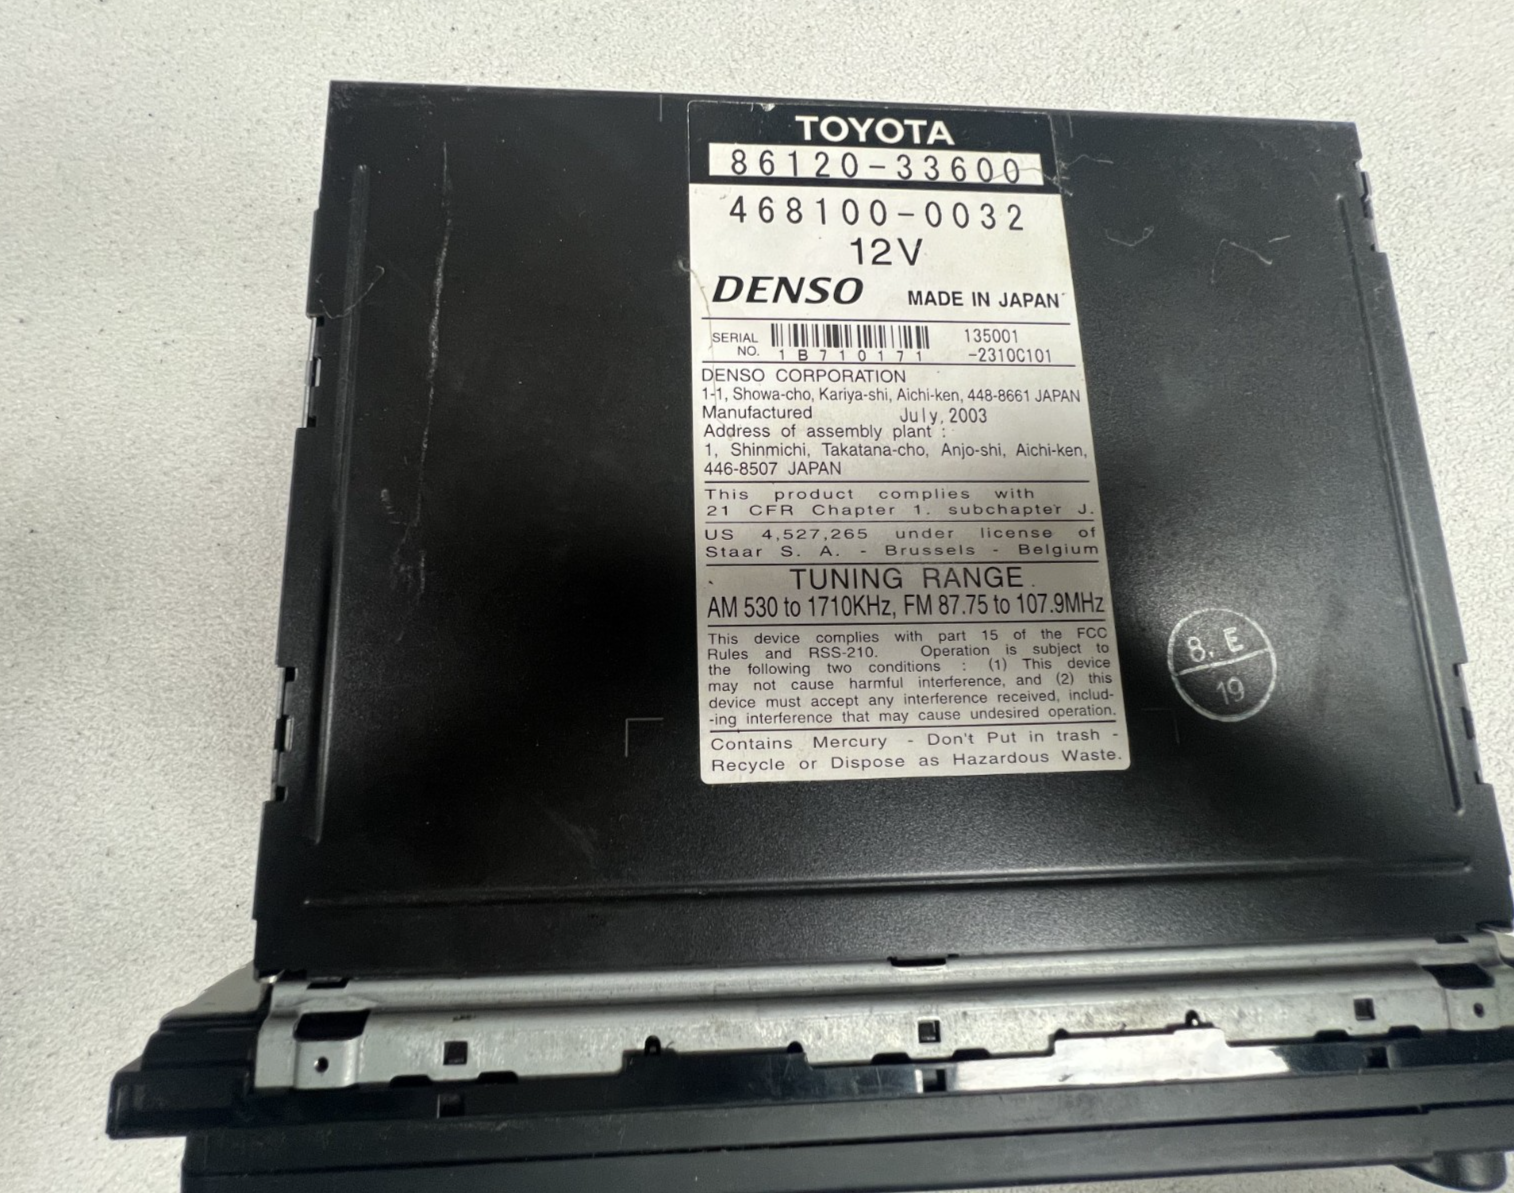 TOYOTA
86120-33600
468100-0032
12V
DENSO MADE IN JAPAN
SERIAL 135001
NO. 1B710171 -2310C101
DENSO CORPORATION
1-1, Showa-cho, Kariya-shi, Aichi-ken, 448-8661 JAPAN
Manufactured July, 2003
Address of assembly plant :
1, Shinmichi, Takatana-cho, Anjo-shi, Aichi-ken,
446-8507 JAPAN
This product complies with
21 CFR Chapter 1. subchapter J.
US 4,527,265 under license of
Staar S. A. - Brussels - Belgium
TUNING RANGE
AM 530 to 1710KHz, FM 87.75 to 107.9MHz
This device complies with part 15 of the FCC
Rules and RSS-210. Operation is subject to
the following two conditions : (1) This device
may not cause harmful interference, and (2) this
device must accept any interference received, includ-
-ing interference that may cause undesired operation.
Contains Mercury - Don't Put in trash -
Recycle or Dispose as Hazardous Waste.
8. E
19